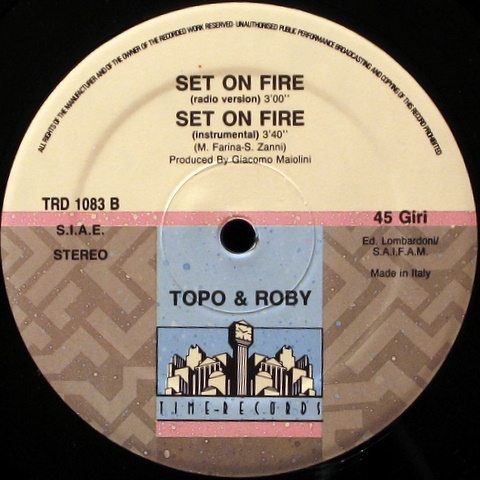 ALL RIGHTS OF THE MANUFACTURER AND OF THE OWNER OF THE RECORDED WORK RESERVED · UNAUTHORISED PUBLIC PERFORMANCE BROADCASTING AND COPYING OF THIS RECORD PROHIBITED
SET ON FIRE
(radio version) 3'00''
SET ON FIRE
(instrumental) 3'40''
(M. Farina-S. Zanni)
Produced By Giacomo Maiolini
TRD 1083 B
S.I.A.E.
STEREO
45 Giri
Ed. Lombardoni/
S.A.I.F.A.M.
Made in Italy
TOPO & ROBY
TIME-RECORDS